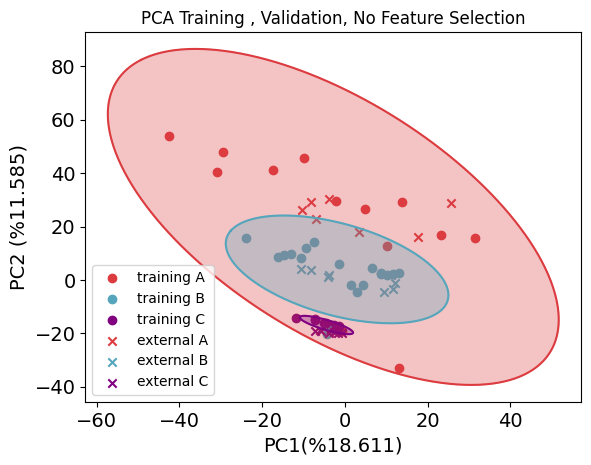 PCA Training , Validation, No Feature Selection
PC2 (%11.585)
80
60
40
20
0
−20
−40
training A
training B
training C
external A
external B
external C
−60
−40
−20
0
20
40
PC1(%18.611)